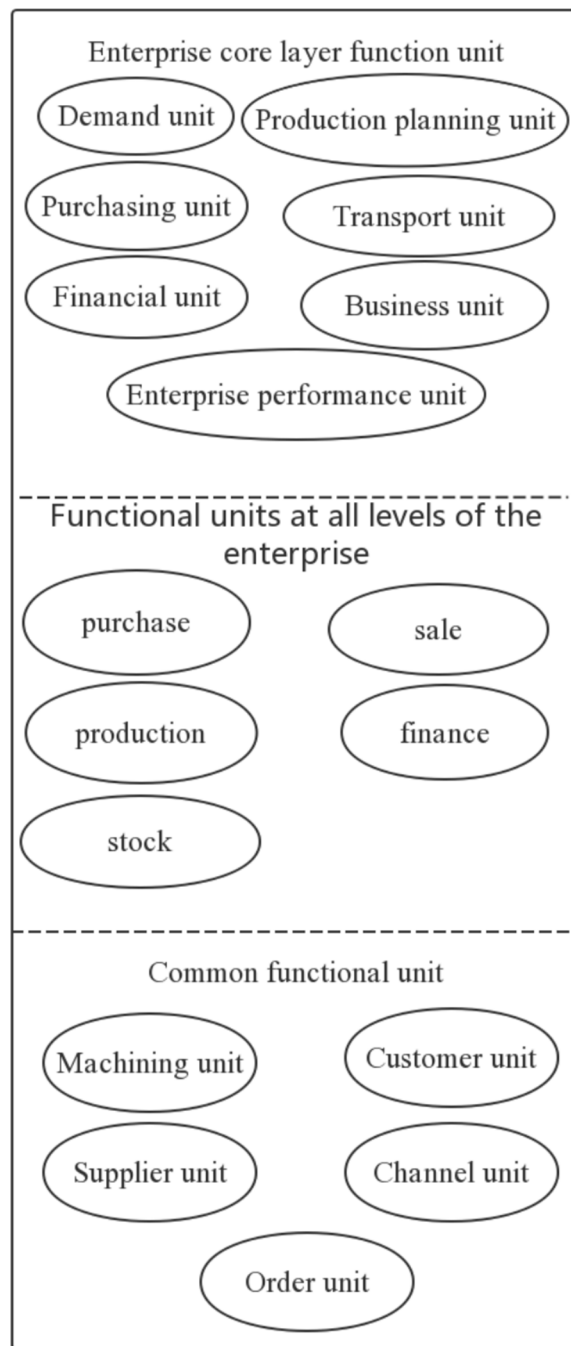 Enterprise core layer function unit
Demand unit
Production planning unit
Purchasing unit
Transport unit
Financial unit
Business unit
Enterprise performance unit
Functional units at all levels of the
enterprise
purchase
sale
production
finance
stock
Common functional unit
Machining unit
Customer unit
Supplier unit
Channel unit
Order unit